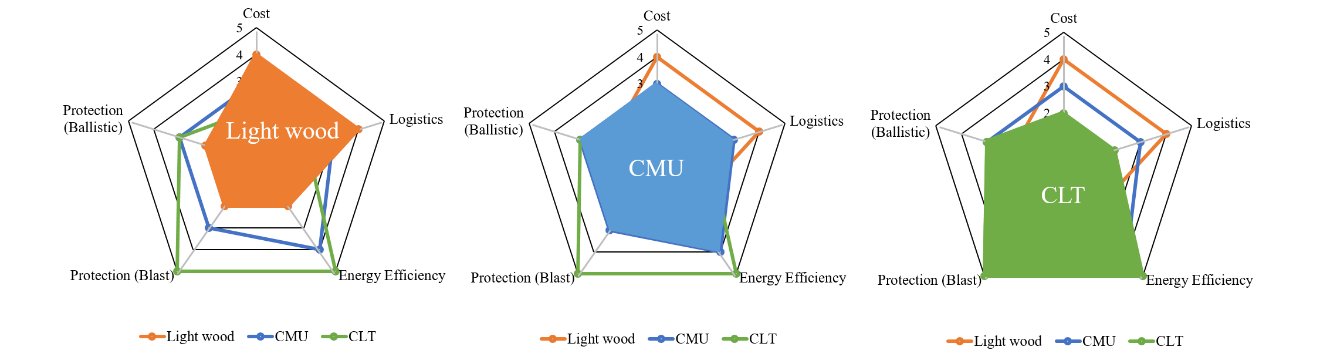 Cost
5
4
3
Protection
(Ballistic)
Logistics
Light wood
Protection (Blast)
Energy Efficiency
Light wood CMU CLT
Cost
5
4
3
Protection
(Ballistic)
Logistics
CMU
Protection (Blast)
Energy Efficiency
Light wood CMU CLT
Cost
5
4
3
2
Protection
(Ballistic)
Logistics
CLT
Protection (Blast)
Energy Efficiency
Light wood CMU CLT